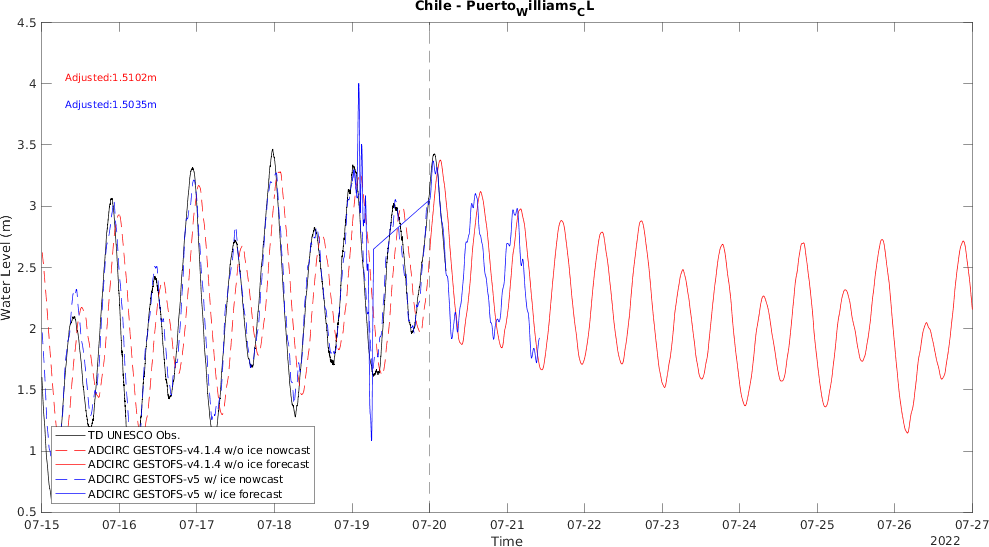 Chile - Puerto_Williams_CL
4.5
4
3.5
3
2.5
2
1.5
1
0.5
Water Level (m)
Adjusted:1.5102m
Adjusted:1.5035m
TD UNESCO Obs.
ADCIRC GESTOFS-v4.1.4 w/o ice nowcast
ADCIRC GESTOFS-v4.1.4 w/o ice forecast
ADCIRC GESTOFS-v5 w/ ice nowcast
ADCIRC GESTOFS-v5 w/ ice forecast
07-15 07-16 07-17 07-18 07-19 07-20 07-21 07-22 07-23 07-24 07-25 07-26 07-27
Time
2022